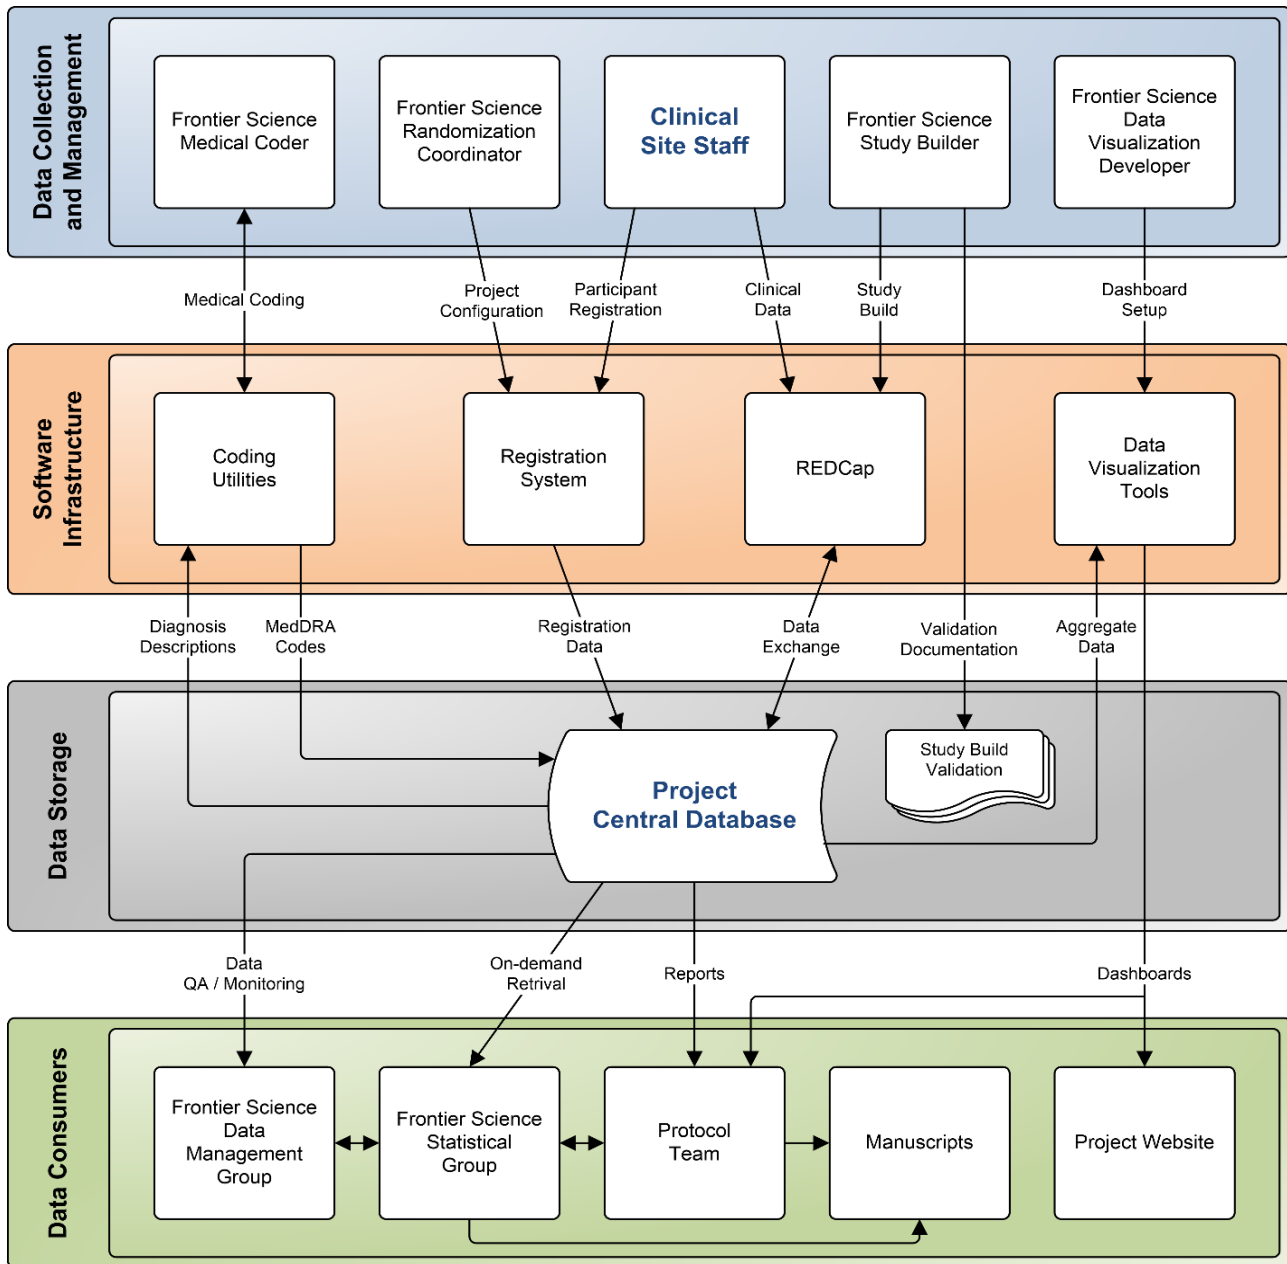 Data Collection
and Management
Frontier Science
Medical Coder
Frontier Science
Randomization
Coordinator
Clinical
Site Staff
Frontier Science
Study Builder
Frontier Science
Data
Visualization
Developer
Medical Coding
Project
Configuration
Participant
Registration
Clinical
Data
Study
Build
Dashboard
Setup
Software
Infrastructure
Coding
Utilities
Registration
System
REDCap
Data
Visualization
Tools
Diagnosis
Descriptions
MedDRA
Codes
Registration
Data
Data
Exchange
Validation
Documentation
Aggregate
Data
Data Storage
Project
Central Database
Study Build
Validation
Data
QA / Monitoring
On-demand
Retrival
Reports
Dashboards
Data Consumers
Frontier Science
Data
Management
Group
Frontier Science
Statistical
Group
Protocol
Team
Manuscripts
Project Website